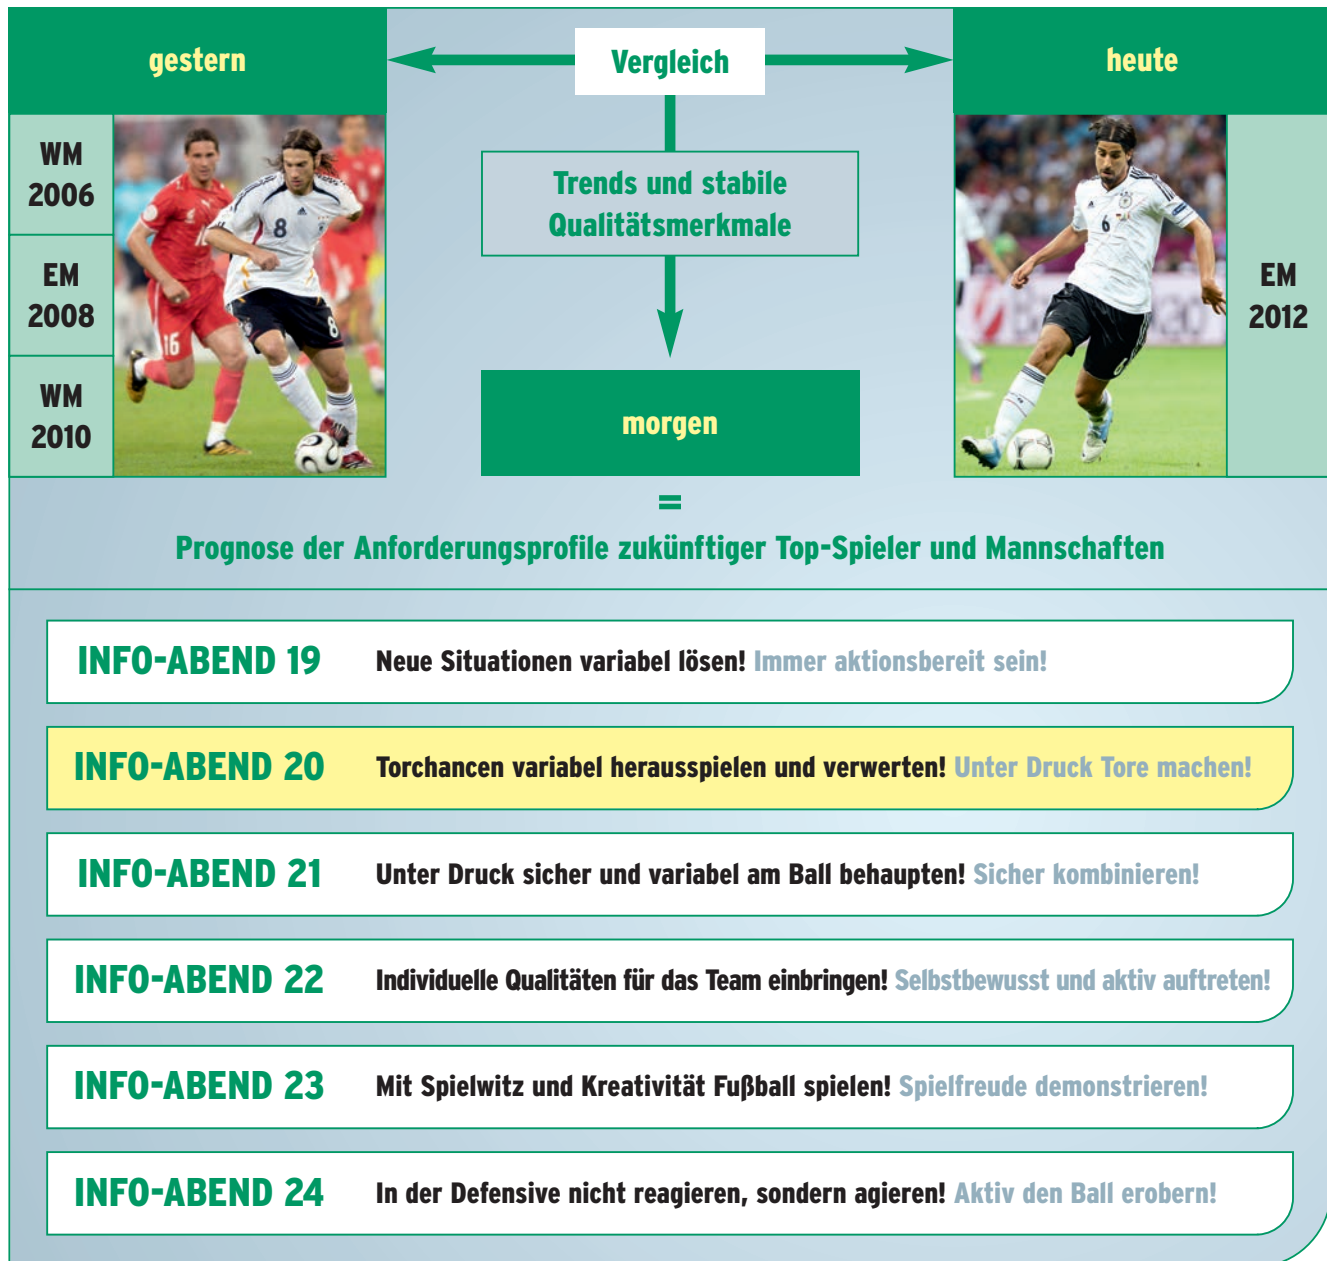 gestern
Vergleich
heute
WM
2006
EM
2008
WM
2010
8
8
16
Trends und stabile
Qualitätsmerkmale
6
6
EM
2012
morgen
=
Prognose der Anforderungsprofile zukünftiger Top-Spieler und Mannschaften
INFO-ABEND 19 Neue Situationen variabel lösen! Immer aktionsbereit sein!
INFO-ABEND 20 Torchancen variabel herausspielen und verwerten! Unter Druck Tore machen!
INFO-ABEND 21 Unter Druck sicher und variabel am Ball behaupten! Sicher kombinieren!
INFO-ABEND 22 Individuelle Qualitäten für das Team einbringen! Selbstbewusst und aktiv auftreten!
INFO-ABEND 23 Mit Spielwitz und Kreativität Fußball spielen! Spielfreude demonstrieren!
INFO-ABEND 24 In der Defensive nicht reagieren, sondern agieren! Aktiv den Ball erobern!